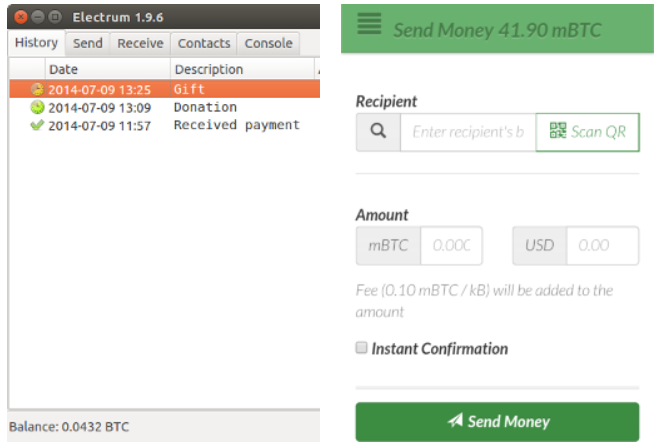 Electrum 1.9.6
History Send Receive Contacts Console
Date Description
2014-07-09 13:25 Gift
2014-07-09 13:09 Donation
2014-07-09 11:57 Received payment
Balance: 0.0432 BTC
Send Money 41.90 mBTC
Recipient
Enter recipient's b Scan QR
Amount
mBTC 0.00 USD 0.00
Fee (0.10 mBTC / kB) will be added to the
amount
Instant Confirmation
Send Money